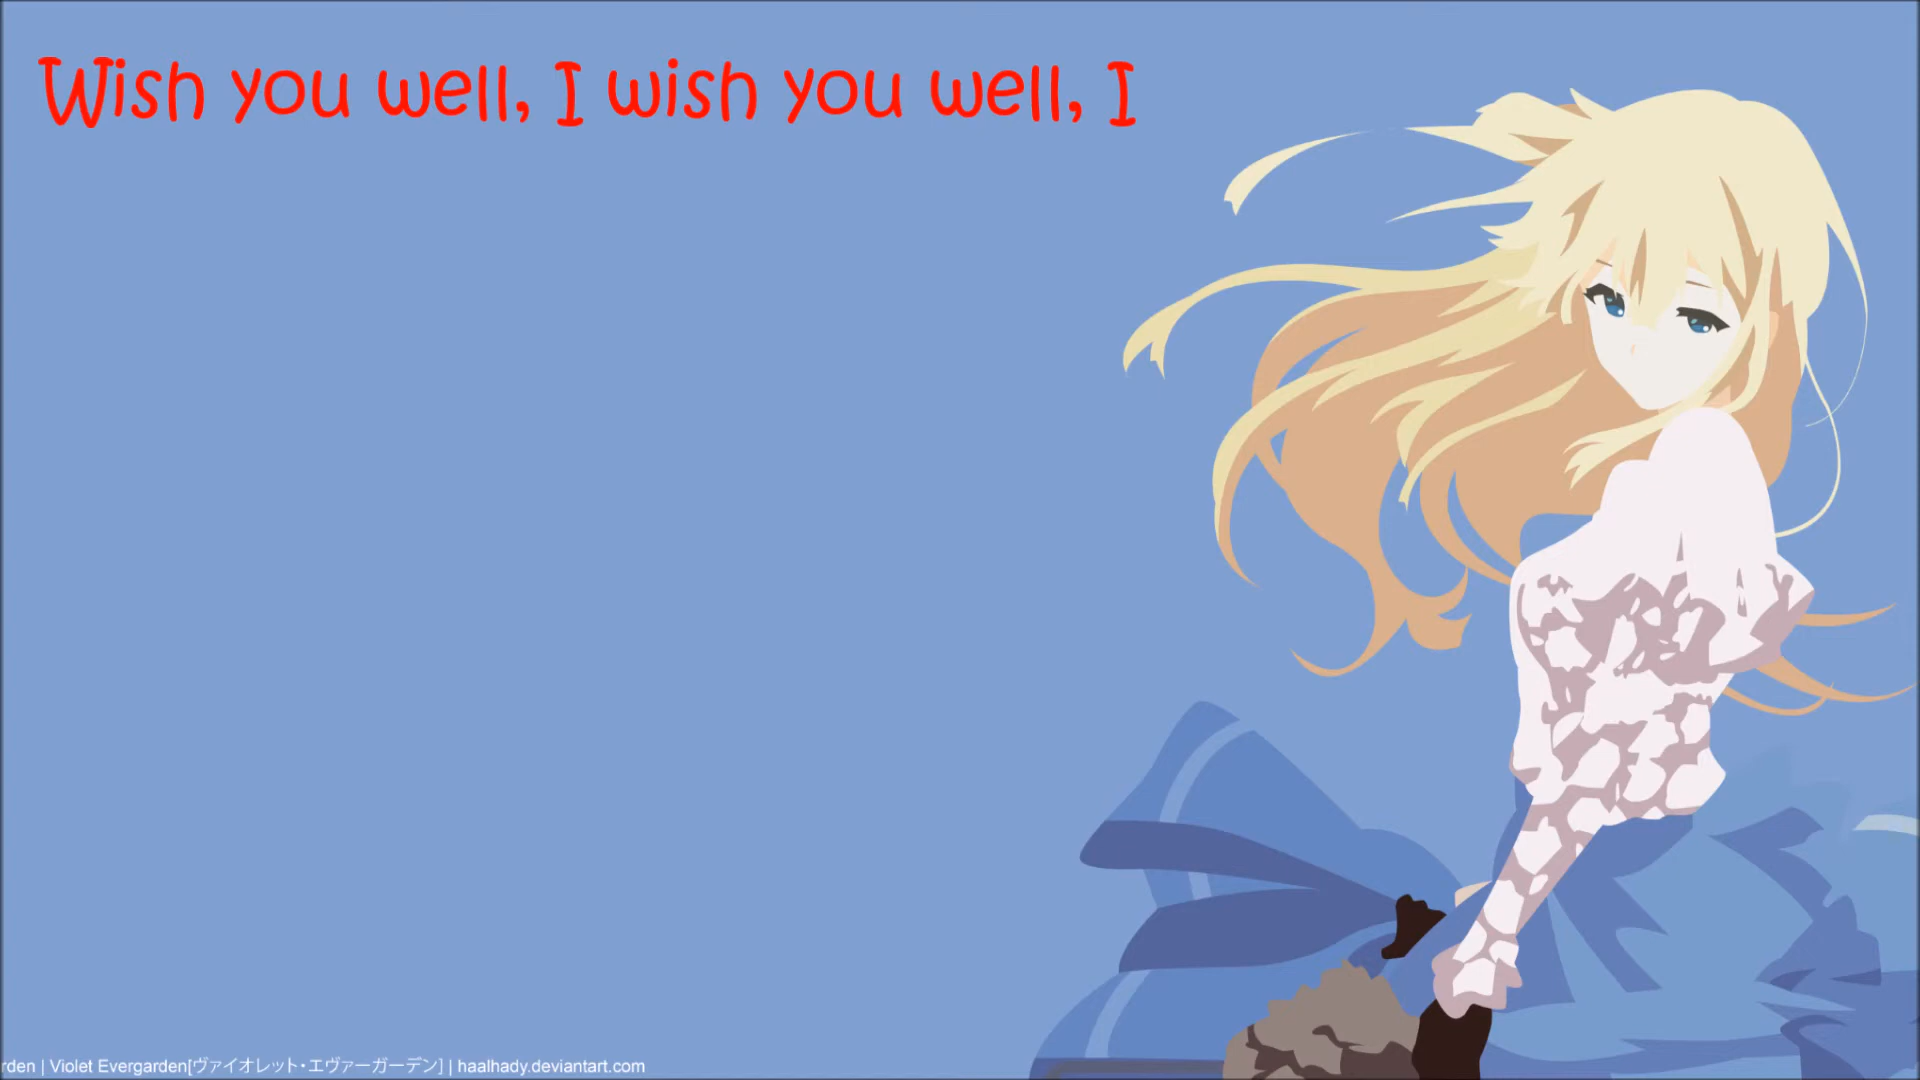 Wish you well, I wish you well, I
rden | Violet Evergarden[ヴァイオレット・エヴァーガーデン] | haalhady.deviantart.com